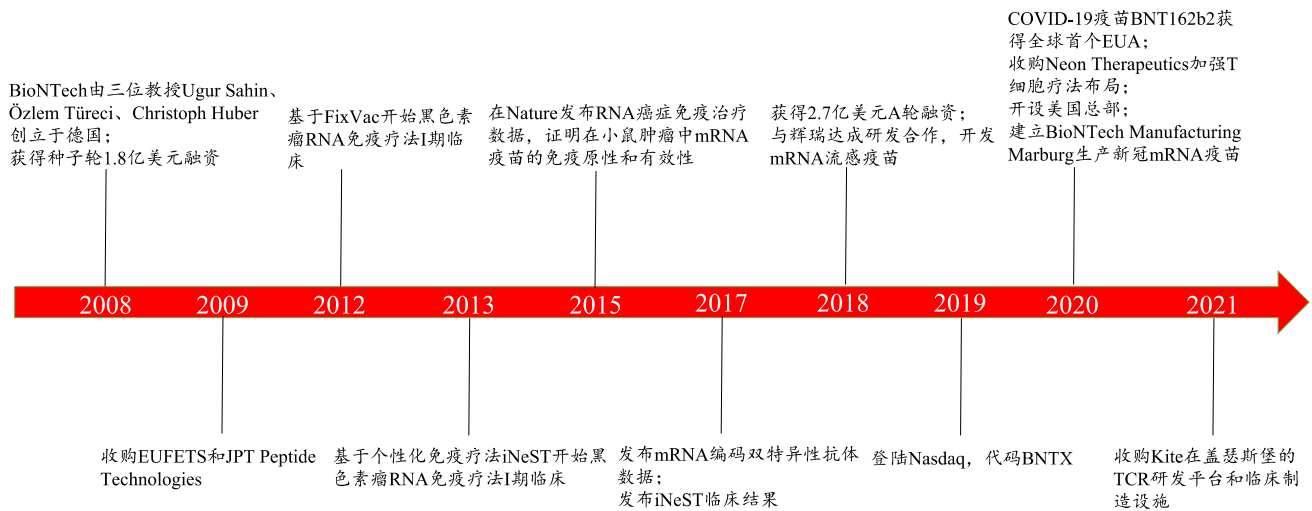 BioNTech由三位教授Ugur Sahin、
Özlem Türeci、Christoph Huber
创立于德国；
获得种子轮1.8亿美元融资
基于FixVac开始黑色素
瘤RNA免疫疗法I期临
床
在Nature发布RNA癌症免疫治疗
数据，证明在小鼠肿瘤中mRNA
疫苗的免疫原性和有效性
获得2.7亿美元A轮融资；
与辉瑞达成研发合作，开发
mRNA流感疫苗
COVID-19疫苗BNT162b2获
得全球首个EUA；
收购Neon Therapeutics加强T
细胞疗法布局；
开设美国总部；
建立BioNTech Manufacturing
Marburg生产新冠mRNA疫苗
2008 2009 2012 2013 2015 2017 2018 2019 2020 2021
收购EUFETS和JPT Peptide
Technologies
基于个性化免疫疗法iNeST开始黑
色素瘤RNA免疫疗法I期临床
发布mRNA编码双特异性抗体
数据；
发布iNeST临床结果
登陆Nasdaq，代码BNTX
收购Kite在盖瑟斯堡的
TCR研发平台和临床制
造设施